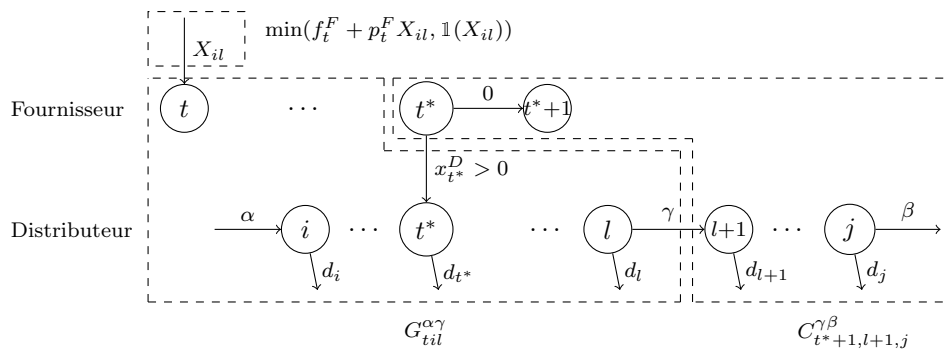 min(f_t^F + p_t^F X_{il}, 𝟙(X_{il}))
X_{il}
Fournisseur t ⋯ t* 0 t*+1
x_{t*}^D > 0
Distributeur α i ⋯ t* ⋯ l γ l+1 ⋯ j β
d_i d_{t*} d_l d_{l+1} d_j
G_{til}^{αγ} C_{t*+1,l+1,j}^{γβ}